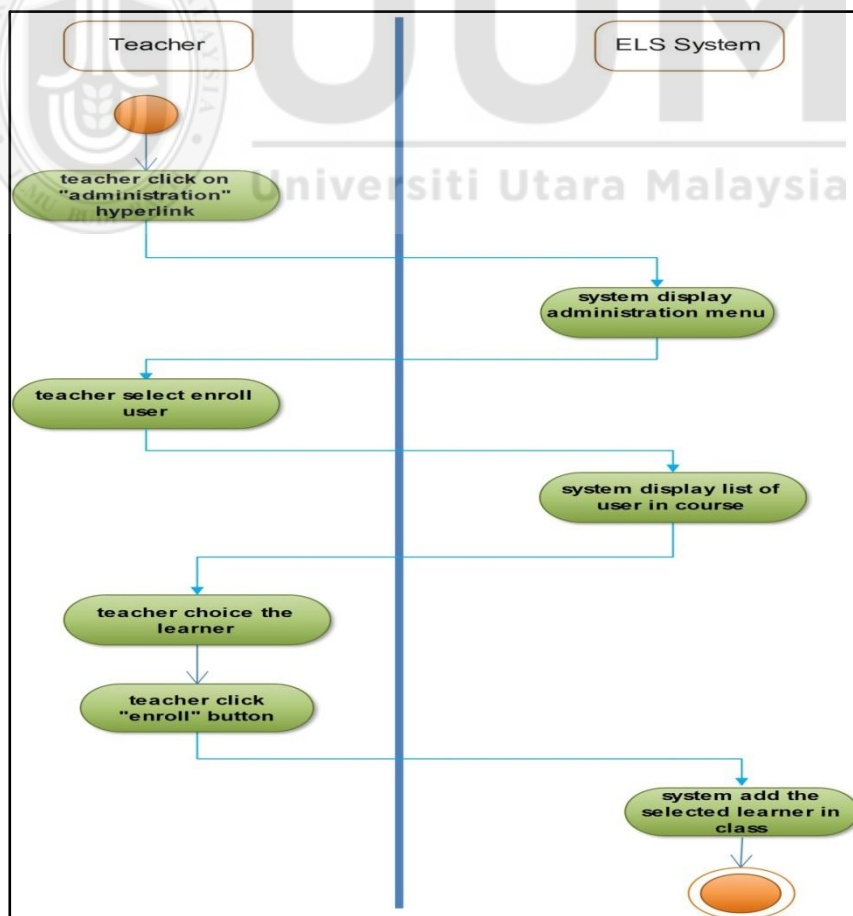 Teacher
ELS System
UUM
Universiti Utara Malaysia
teacher click on
"administration"
hyperlink
system display
administration menu
teacher select enroll
user
system display list of
user in course
teacher choice the
learner
teacher click
"enroll" button
system add the
selected learner in
class